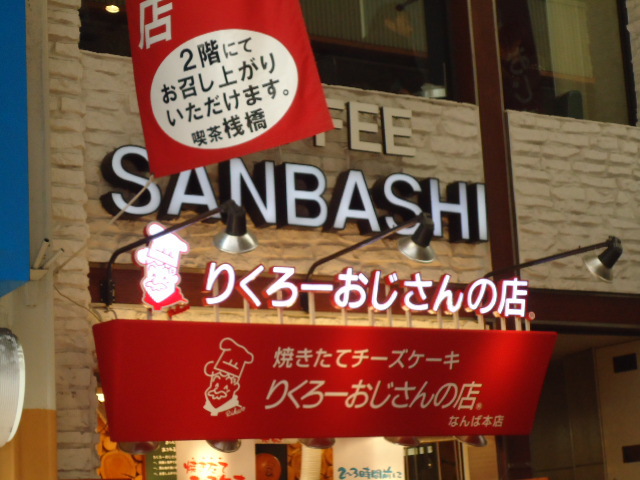 店
2階にて
お召し上がり
いただけます。
喫茶 桟橋
FEE
SANBASHI
りくろーおじさんの店
焼きたてチーズケーキ
りくろーおじさんの店
なんば本店